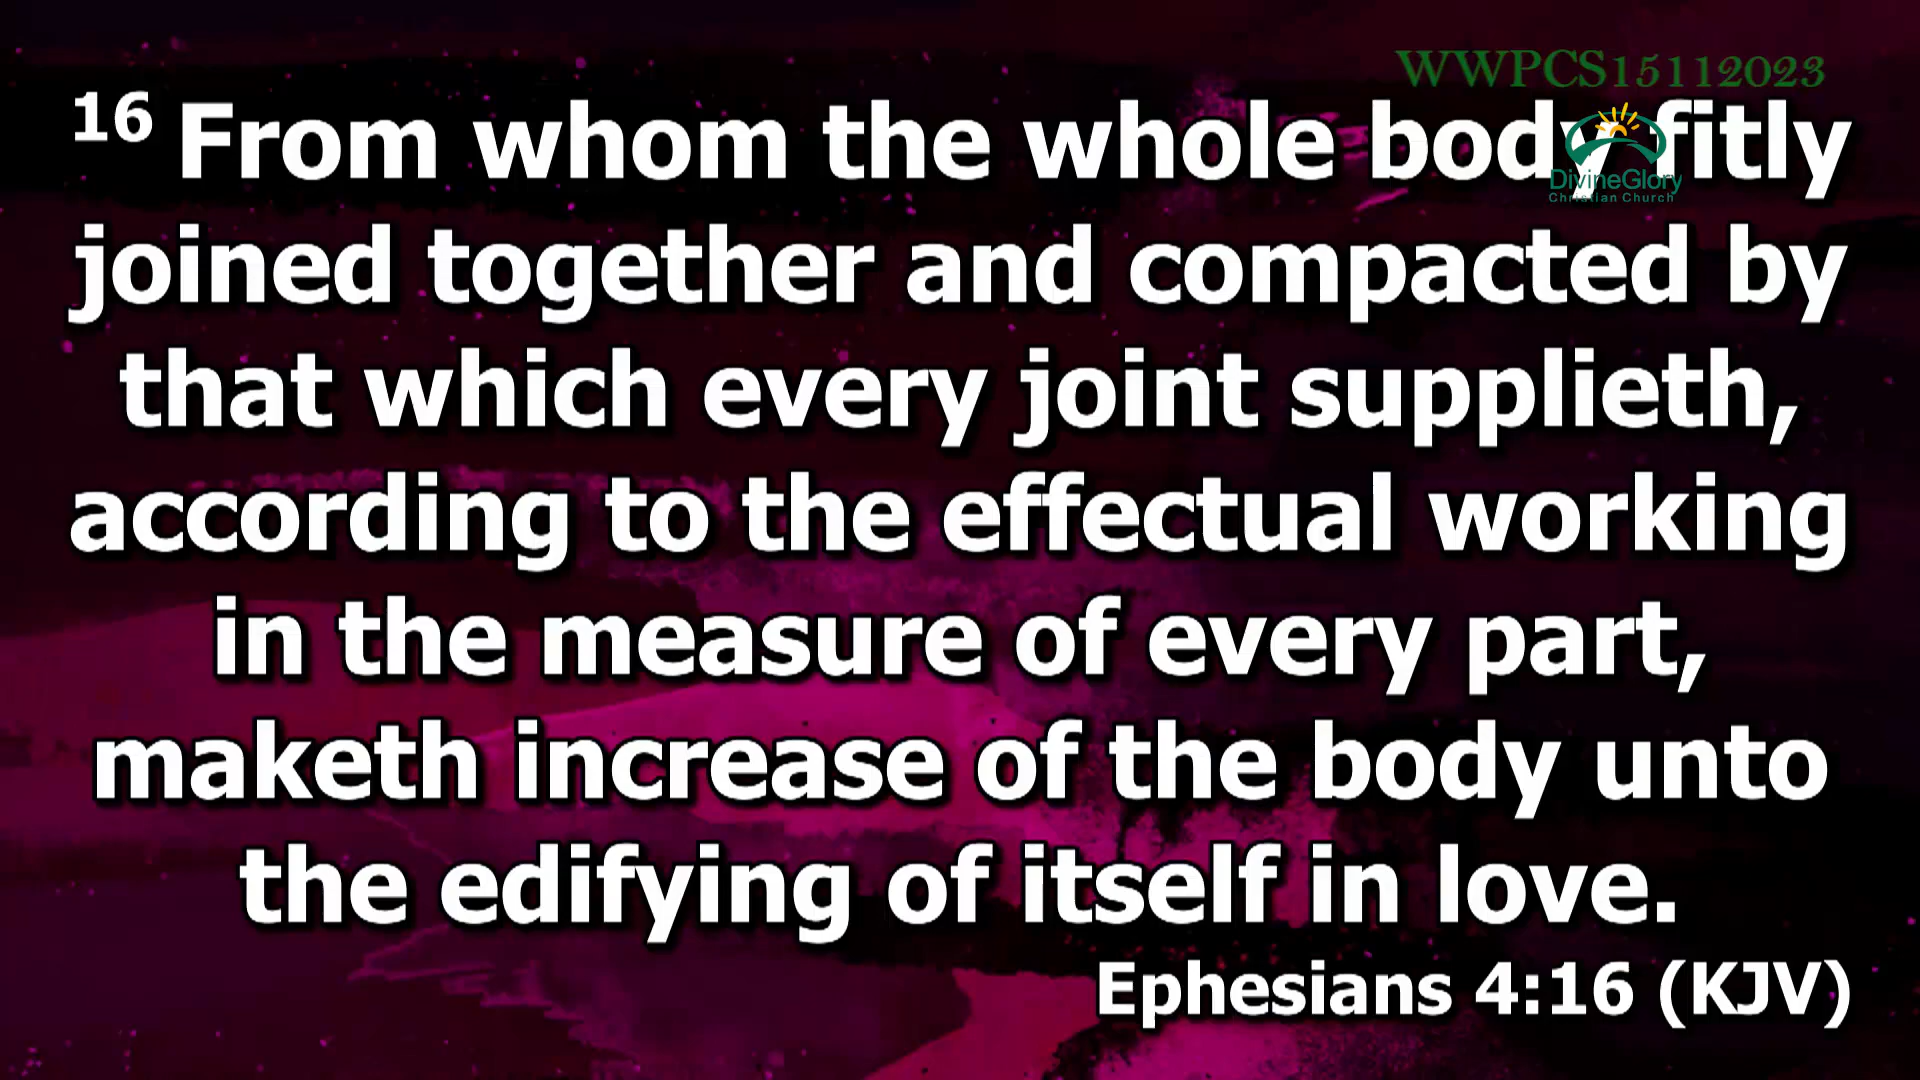 WWPCS15112023
16 From whom the whole body fitly
DivineGlory
Christian Church
joined together and compacted by
that which every joint supplieth,
according to the effectual working
in the measure of every part,
maketh increase of the body unto
the edifying of itself in love.
Ephesians 4:16 (KJV)